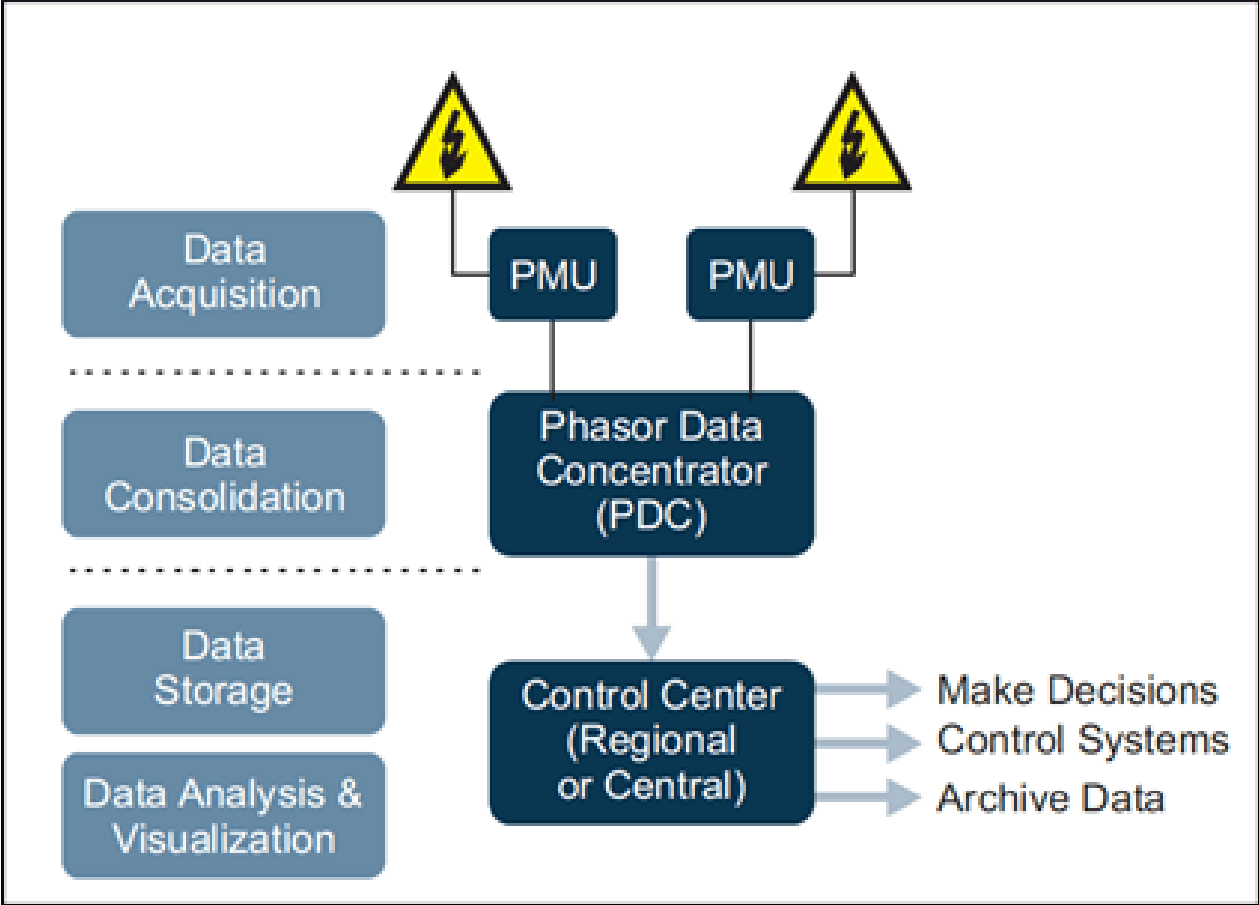 Data
Acquisition
PMU
PMU
Data
Consolidation
Phasor Data
Concentrator
(PDC)
Data
Storage
Control Center
(Regional
or Central)
Make Decisions
Control Systems
Archive Data
Data Analysis &
Visualization